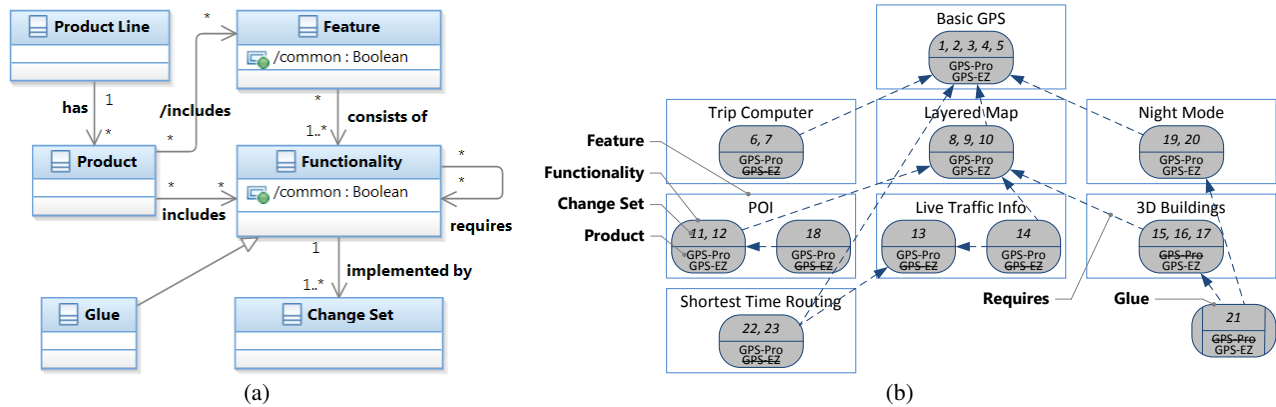 Product Line
Feature
/common : Boolean
has
1
*
/includes
*
*
*
consists of
1..*
Product
Functionality
/common : Boolean
*
*
requires
*
*
includes
1
implemented by
1..*
Glue
Change Set
(a)
Basic GPS
1, 2, 3, 4, 5
GPS-Pro
GPS-EZ
Trip Computer
6, 7
GPS-Pro
GPS-EZ
Layered Map
8, 9, 10
GPS-Pro
GPS-EZ
Night Mode
19, 20
GPS-Pro
GPS-EZ
Feature
Functionality
Change Set
Product
POI
11, 12
GPS-Pro
GPS-EZ
18
GPS-Pro
GPS-EZ
Live Traffic Info
13
GPS-Pro
GPS-EZ
14
GPS-Pro
GPS-EZ
3D Buildings
15, 16, 17
GPS-Pro
GPS-EZ
Shortest Time Routing
22, 23
GPS-Pro
GPS-EZ
Requires
Glue
21
GPS-Pro
GPS-EZ
(b)